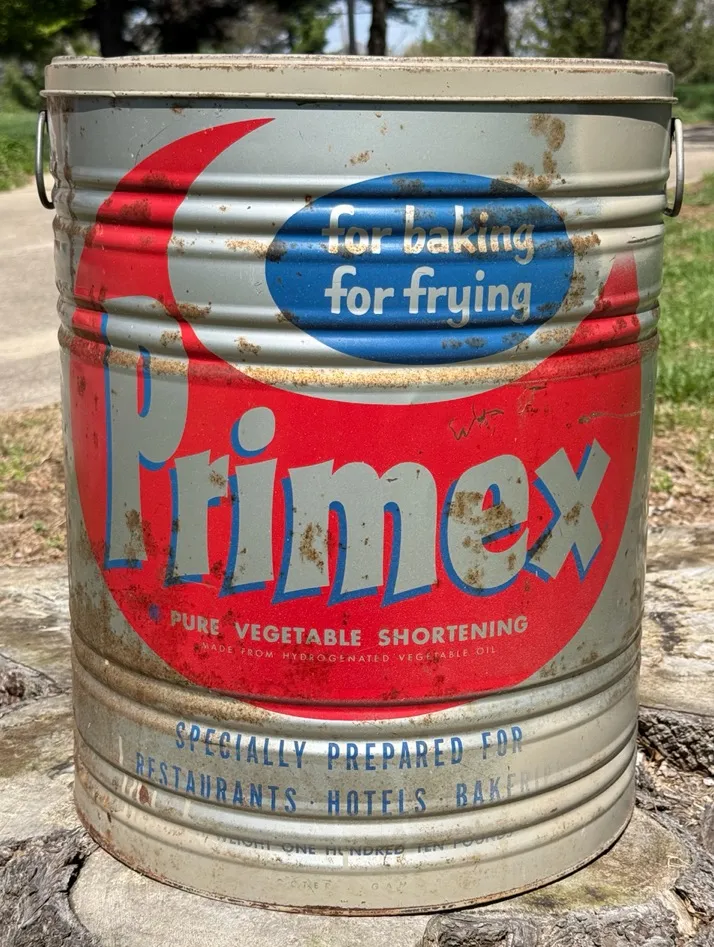 for baking
for frying
Primex
PURE VEGETABLE SHORTENING
MADE FROM HYDROGENATED VEGETABLE OIL
SPECIALLY PREPARED FOR
RESTAURANTS · HOTELS · BAKERI
WEIGHT ONE HUNDRED TEN POUNDS